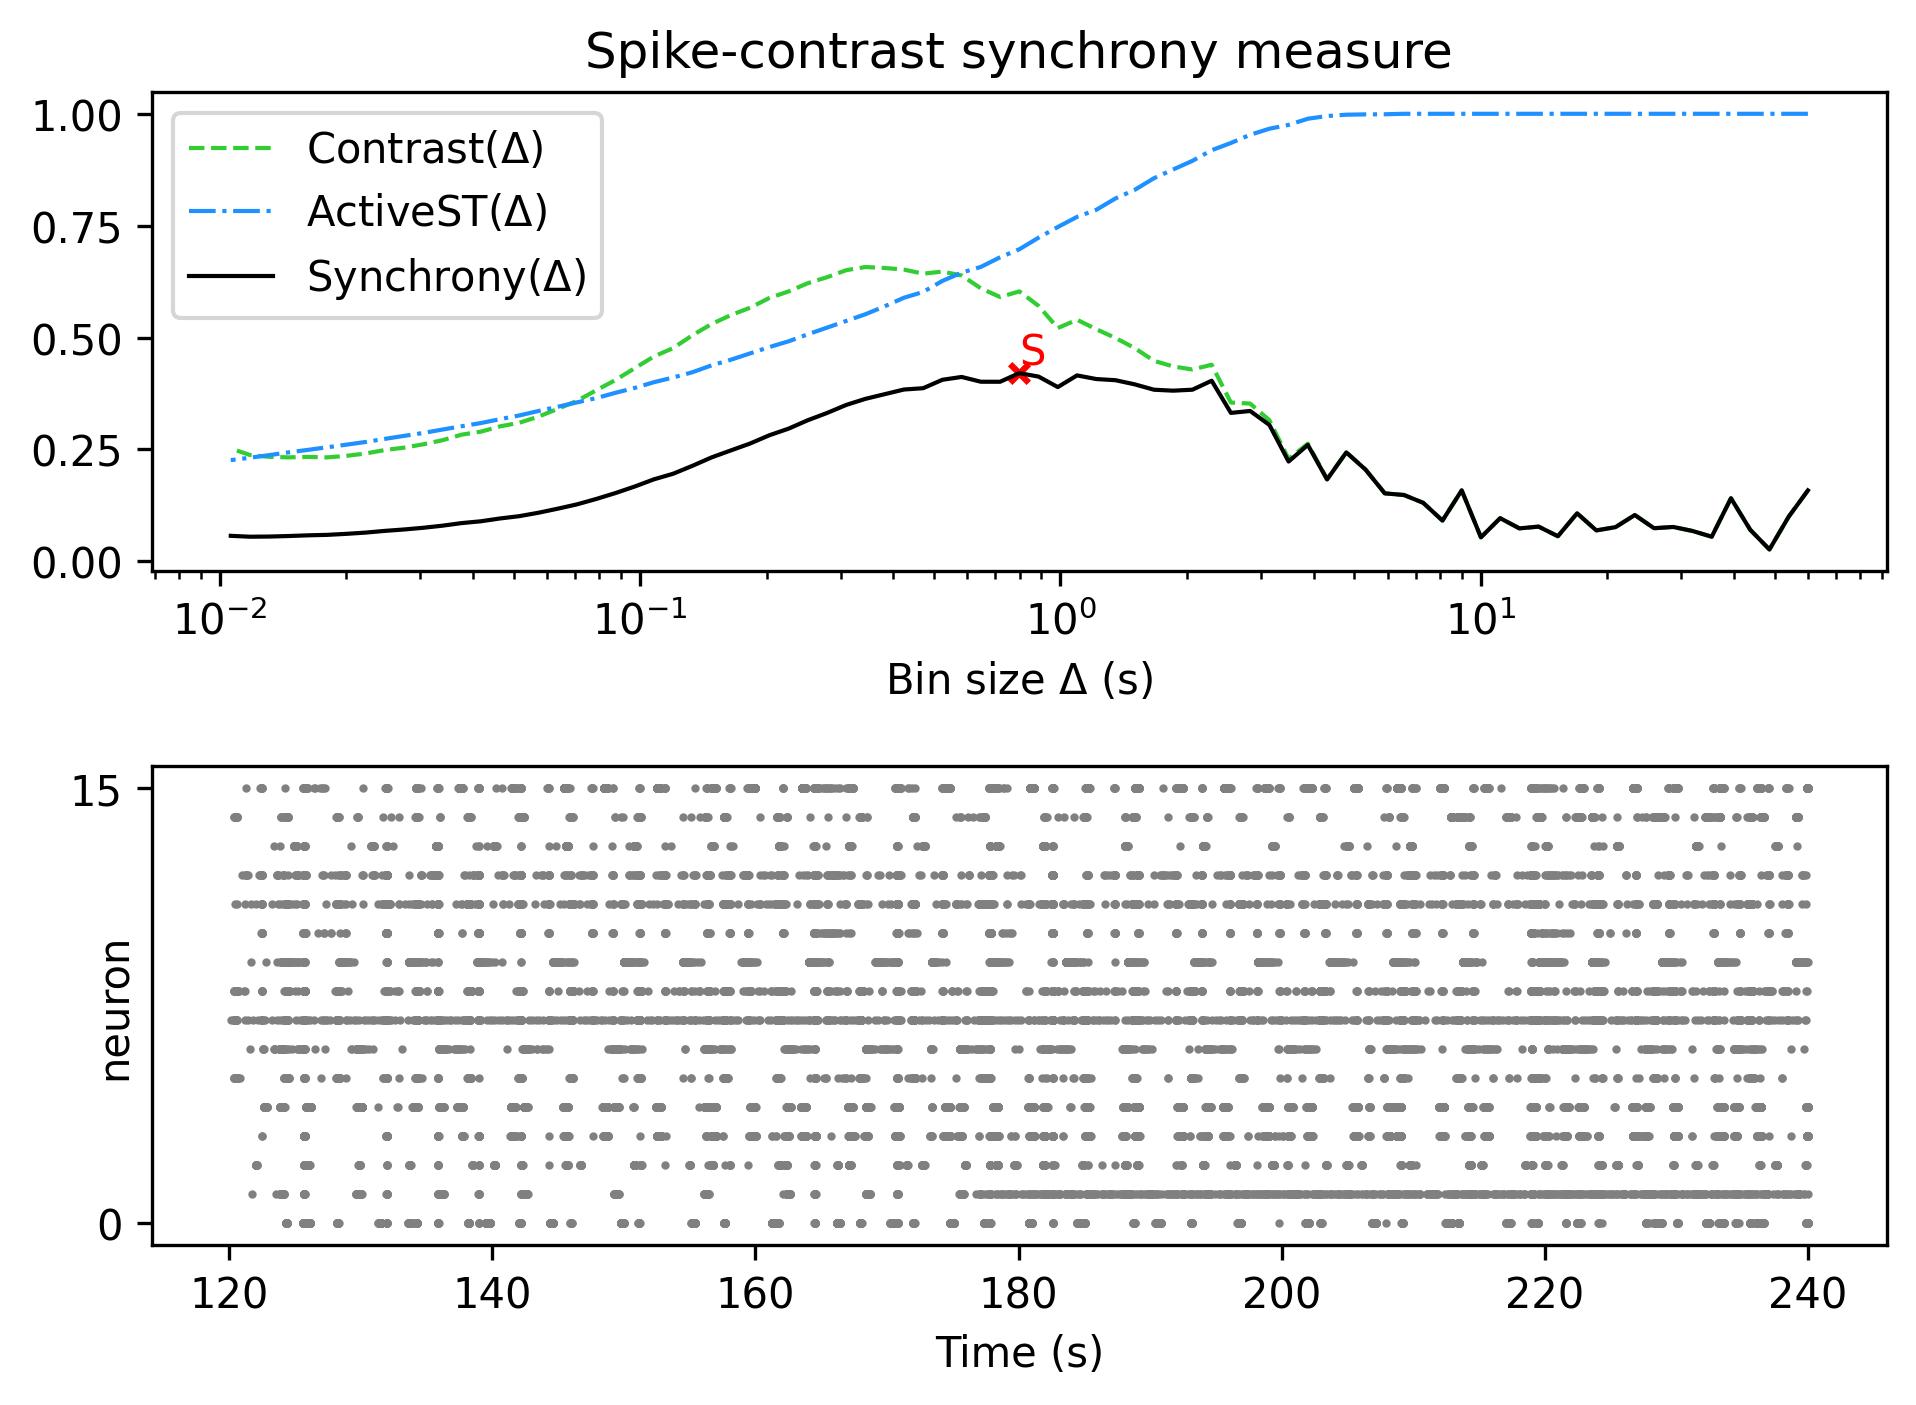 Spike-contrast synchrony measure
1.00
0.75
0.50
0.25
0.00
Contrast(Δ)
ActiveST(Δ)
Synchrony(Δ)
S
10⁻² 10⁻¹ 10⁰ 10¹
Bin size Δ (s)
15
0
neuron
120 140 160 180 200 220 240
Time (s)